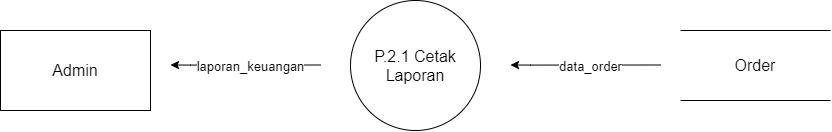 Admin
laporan_keuangan
P.2.1 Cetak
Laporan
data_order
Order